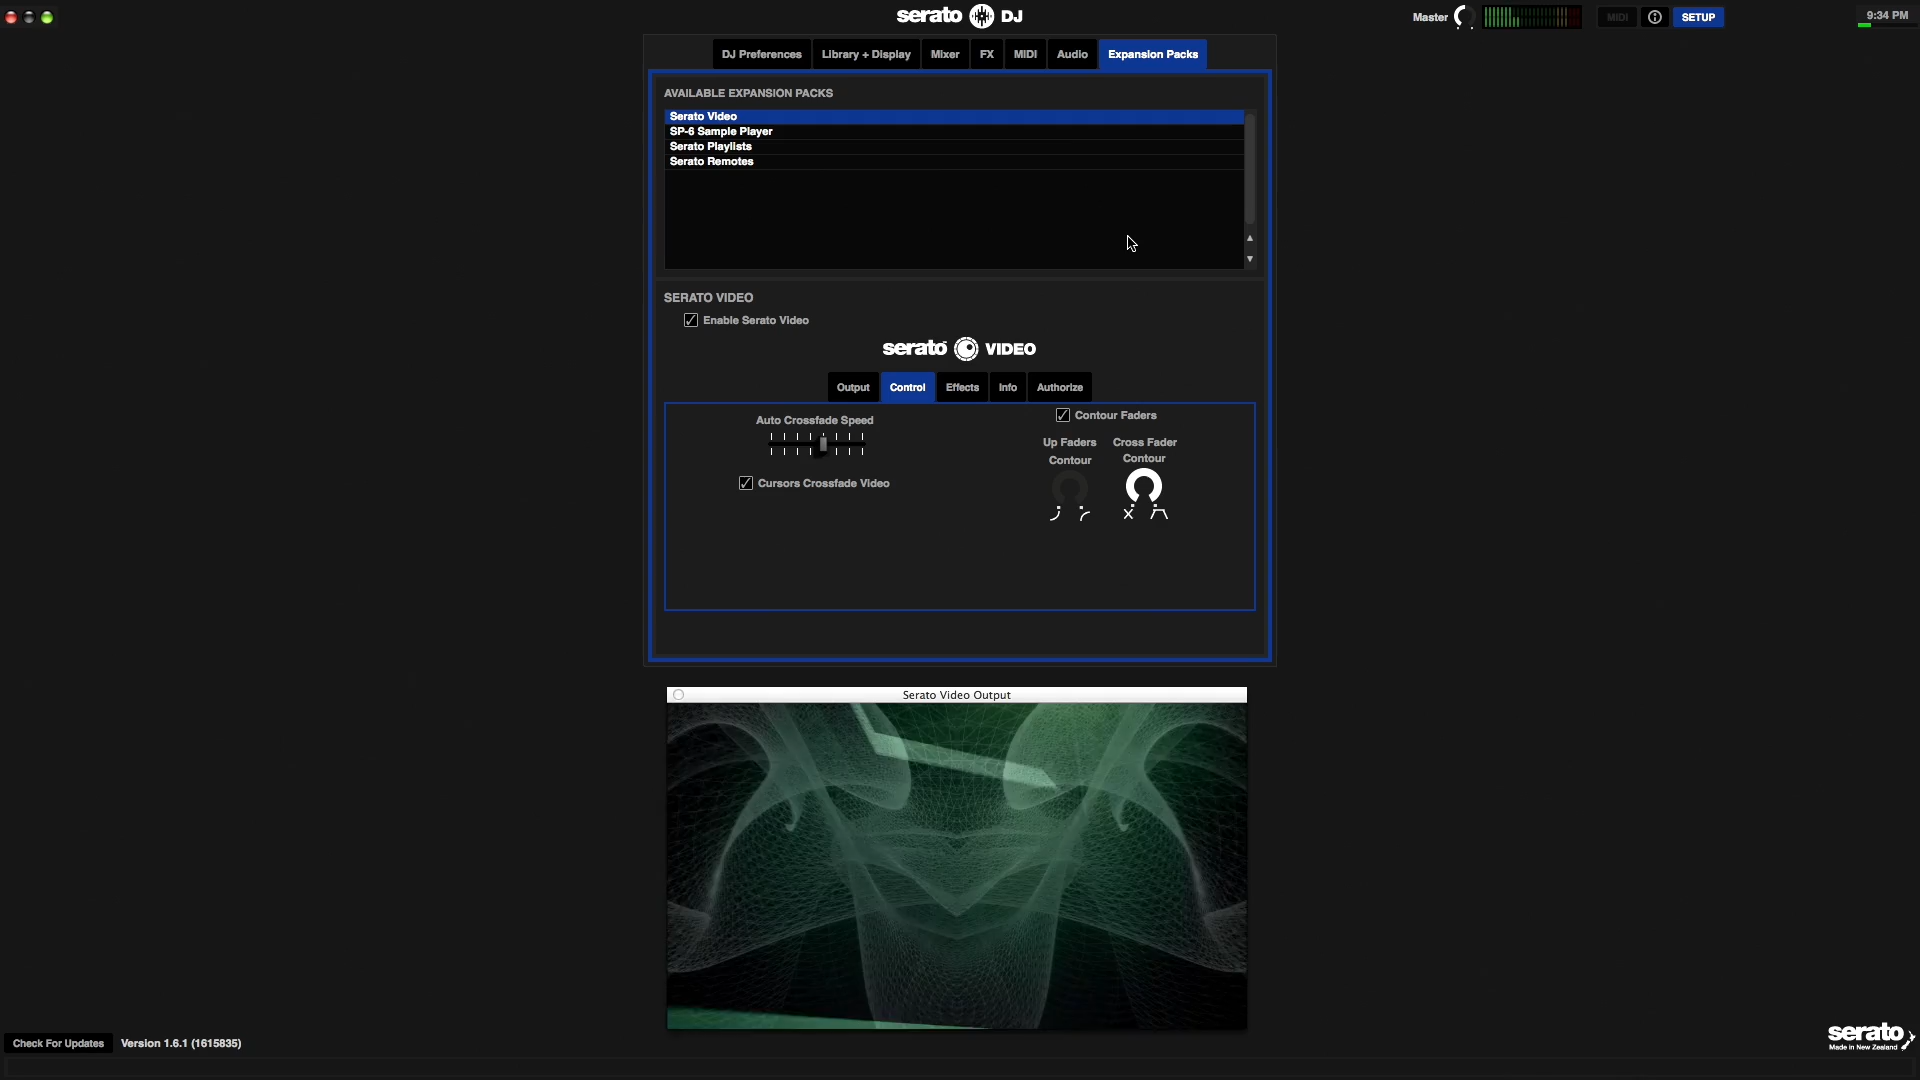 serato DJ
Master
MIDI
SETUP
9:34 PM
DJ Preferences
Library + Display
Mixer
FX
MIDI
Audio
Expansion Packs
AVAILABLE EXPANSION PACKS
Serato Video
SP-6 Sample Player
Serato Playlists
Serato Remotes
SERATO VIDEO
Enable Serato Video
serato VIDEO
Output
Control
Effects
Info
Authorize
Auto Crossfade Speed
Cursors Crossfade Video
Contour Faders
Up Faders
Contour
Cross Fader
Contour
Serato Video Output
Check For Updates
Version 1.6.1 (1615835)
serato
Made in New Zealand